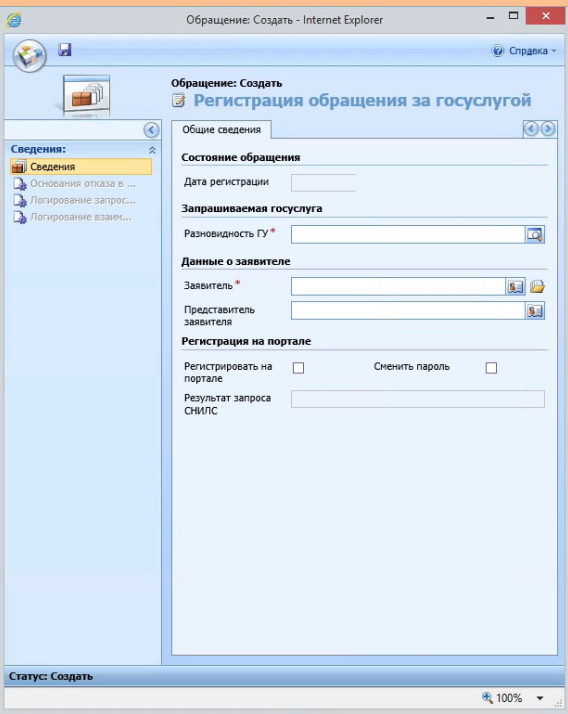 Обращение: Создать - Internet Explorer
Справка
Обращение: Создать
Регистрация обращения за госуслугой
Сведения:
Сведения
Основания отказа в ...
Логирование запрос...
Логирование взаим...
Общие сведения
Состояние обращения
Дата регистрации
Запрашиваемая госуслуга
Разновидность ГУ *
Данные о заявителе
Заявитель *
Представитель
заявителя
Регистрация на портале
Регистрировать на
портале
Сменить пароль
Результат запроса
СНИЛС
Статус: Создать
100%